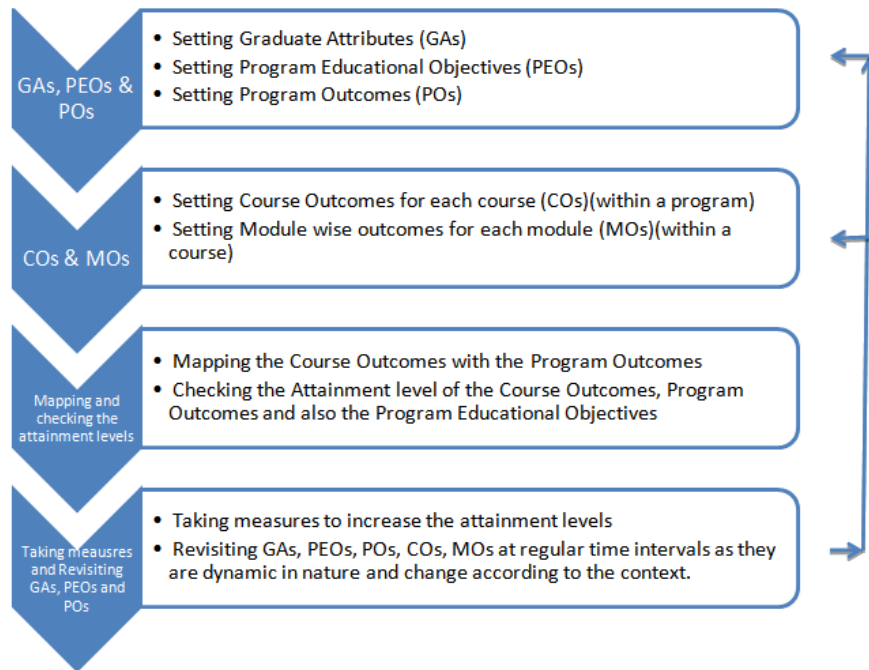 GAs, PEOs &
POs
• Setting Graduate Attributes (GAs)
• Setting Program Educational Objectives (PEOs)
• Setting Program Outcomes (POs)
COs & MOs
• Setting Course Outcomes for each course (COs)(within a program)
• Setting Module wise outcomes for each module (MOs)(within a
course)
Mapping and
checking the
attainment levels
• Mapping the Course Outcomes with the Program Outcomes
• Checking the Attainment level of the Course Outcomes, Program
Outcomes and also the Program Educational Objectives
Taking meausres
and Revisiting
GAs, PEOs and
POs
• Taking measures to increase the attainment levels
• Revisiting GAs, PEOs, POs, COs, MOs at regular time intervals as they
are dynamic in nature and change according to the context.